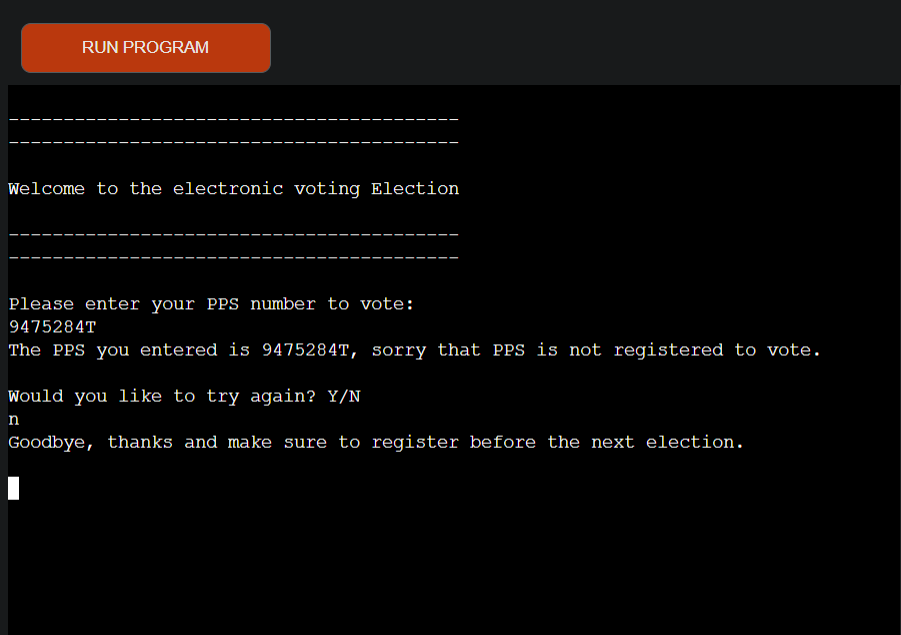 RUN PROGRAM
-----------------------------------------
-----------------------------------------
Welcome to the electronic voting Election
-----------------------------------------
-----------------------------------------
Please enter your PPS number to vote:
9475284T
The PPS you entered is 9475284T, sorry that PPS is not registered to vote.
Would you like to try again? Y/N
n
Goodbye, thanks and make sure to register before the next election.